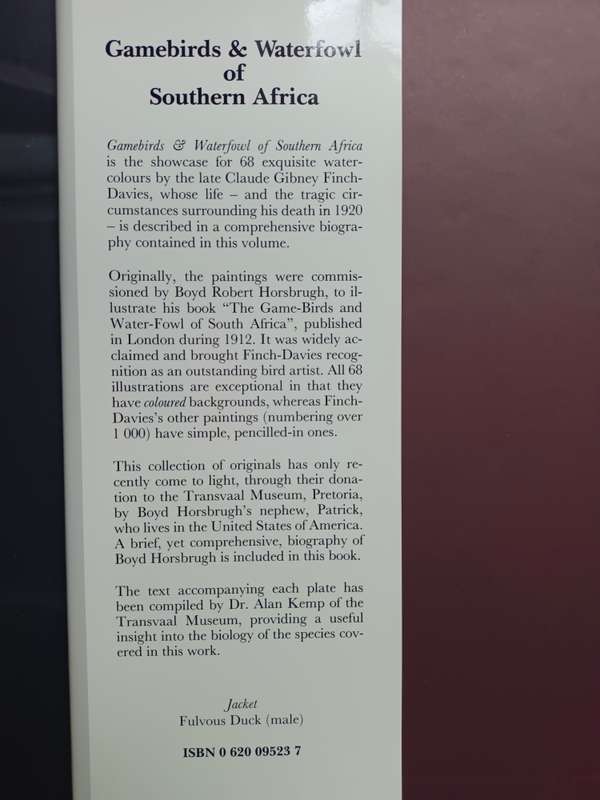 Gamebirds & Waterfowl
of
Southern Africa
Gamebirds & Waterfowl of Southern Africa
is the showcase for 68 exquisite water-
colours by the late Claude Gibney Finch-
Davies, whose life – and the tragic cir-
cumstances surrounding his death in 1920
– is described in a comprehensive biogra-
phy contained in this volume.
Originally, the paintings were commis-
sioned by Boyd Robert Horsbrugh, to il-
lustrate his book “The Game-Birds and
Water-Fowl of South Africa”, published
in London during 1912. It was widely ac-
claimed and brought Finch-Davies recog-
nition as an outstanding bird artist. All 68
illustrations are exceptional in that they
have coloured backgrounds, whereas Finch-
Davies’s other paintings (numbering over
1 000) have simple, pencilled-in ones.
This collection of originals has only re-
cently come to light, through their dona-
tion to the Transvaal Museum, Pretoria,
by Boyd Horsbrugh’s nephew, Patrick,
who lives in the United States of America.
A brief, yet comprehensive, biography of
Boyd Horsbrugh is included in this book.
The text accompanying each plate has
been compiled by Dr. Alan Kemp of the
Transvaal Museum, providing a useful
insight into the biology of the species cov-
ered in this work.
Jacket
Fulvous Duck (male)
ISBN 0 620 09523 7